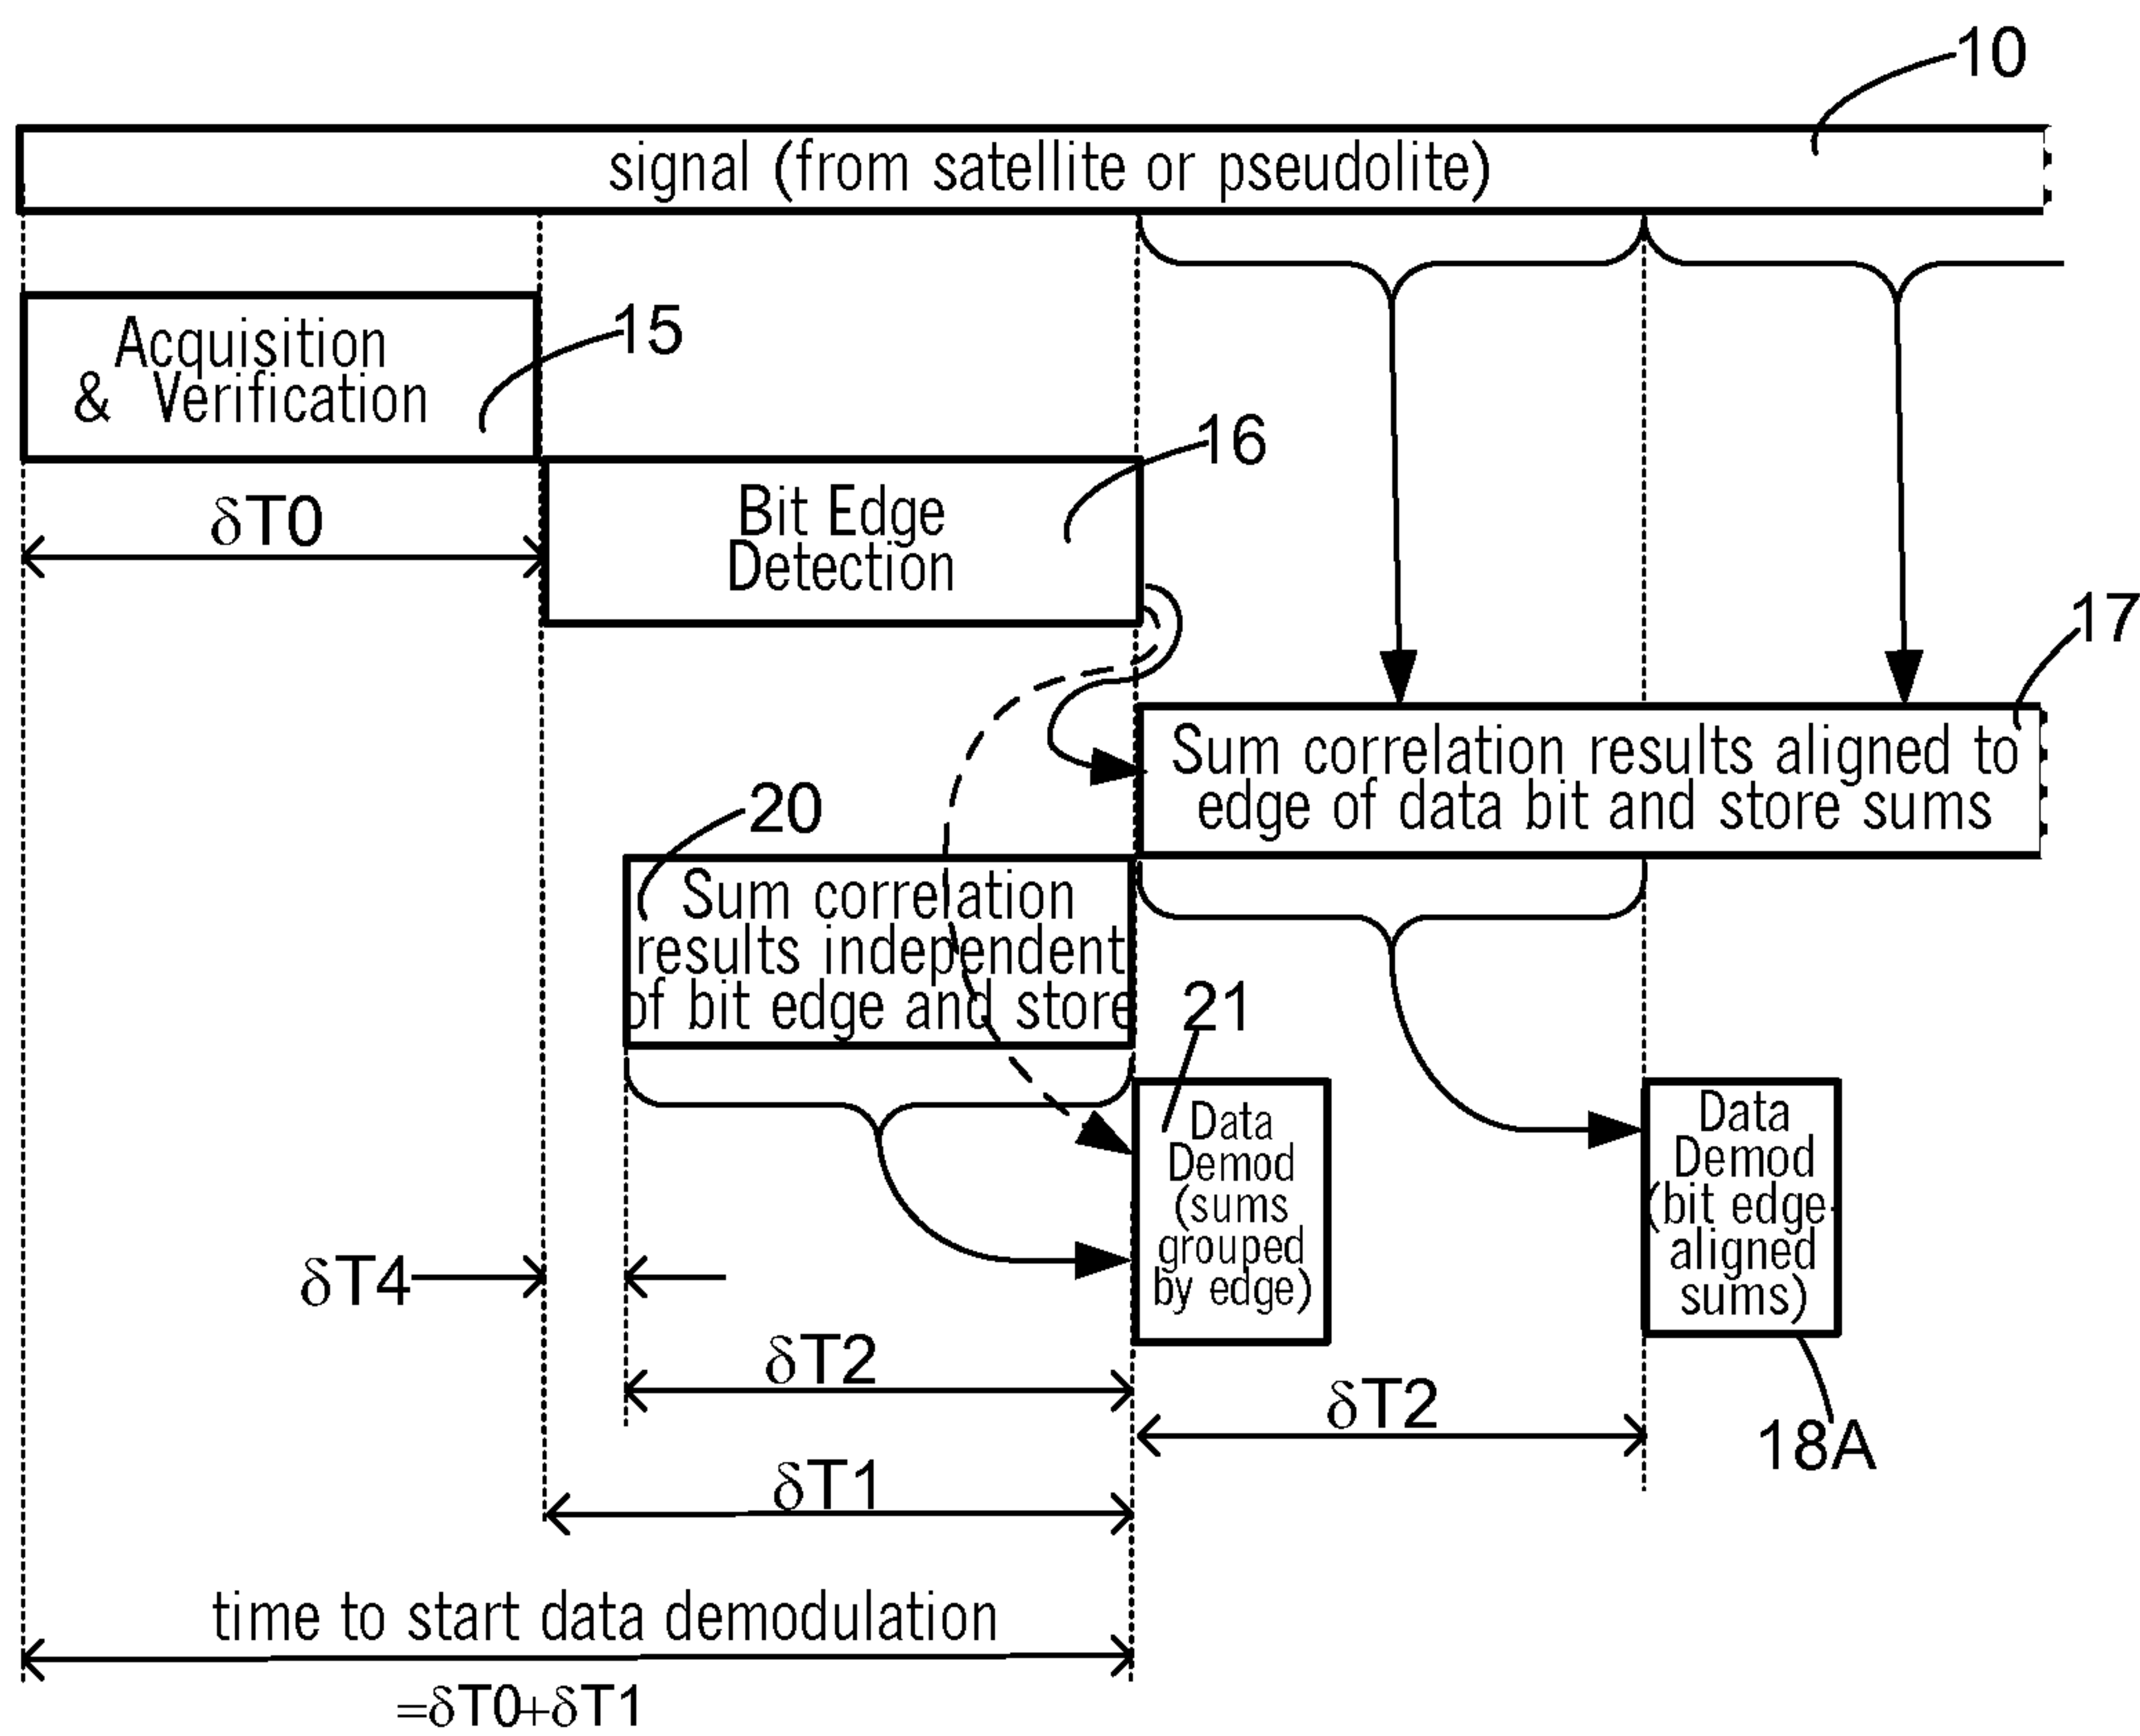 10
signal (from satellite or pseudolite)
Acquisition
& Verification
15
δT0
Bit Edge
Detection
16
17
Sum correlation results aligned to
edge of data bit and store sums
20
Sum correlation
results independent
of bit edge and store
21
Data
Demod
(sums
grouped
by edge)
Data
Demod
(bit edge-
aligned
sums)
δT4
δT2
δT2
18A
δT1
time to start data demodulation
=δT0+δT1